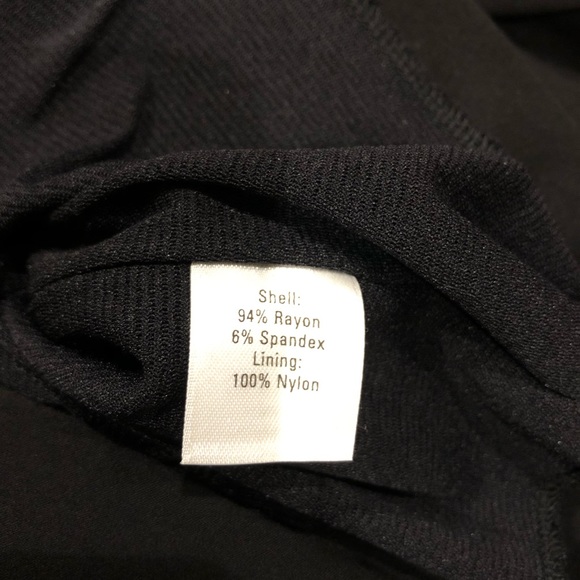 Shell:
94% Rayon
6% Spandex
Lining:
100% Nylon